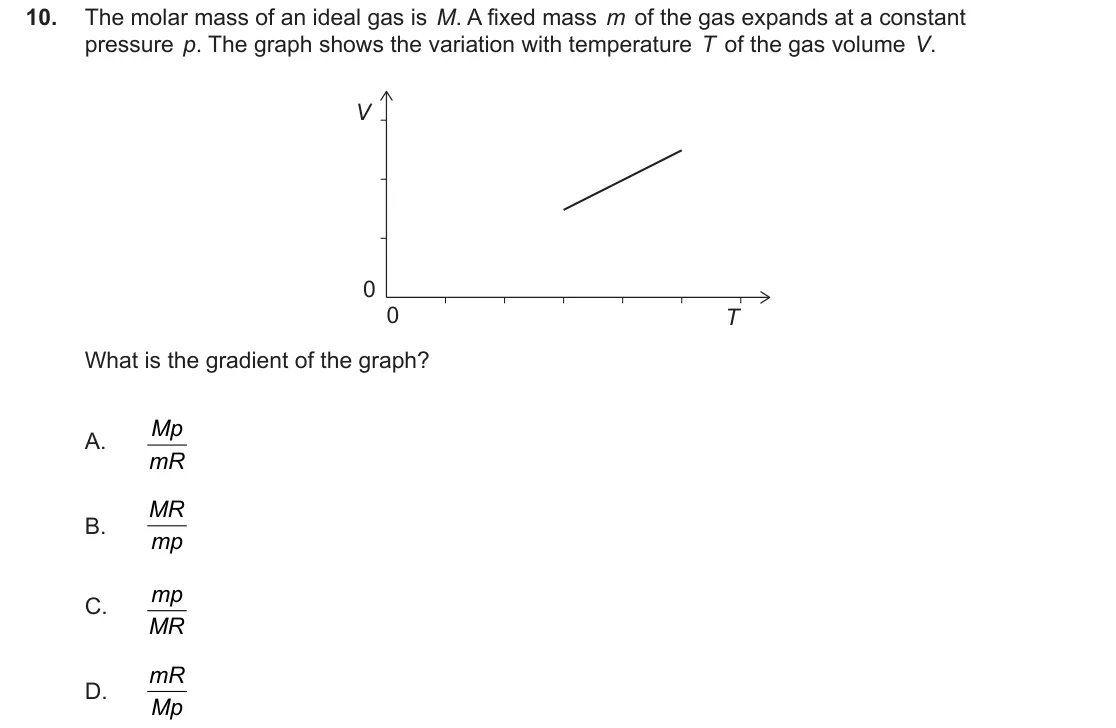 10. The molar mass of an ideal gas is M. A fixed mass m of the gas expands at a constant
pressure p. The graph shows the variation with temperature T of the gas volume V.
V
0
0
T
What is the gradient of the graph?
A. Mp
mR
B. MR
mp
C. mp
MR
D. mR
Mp